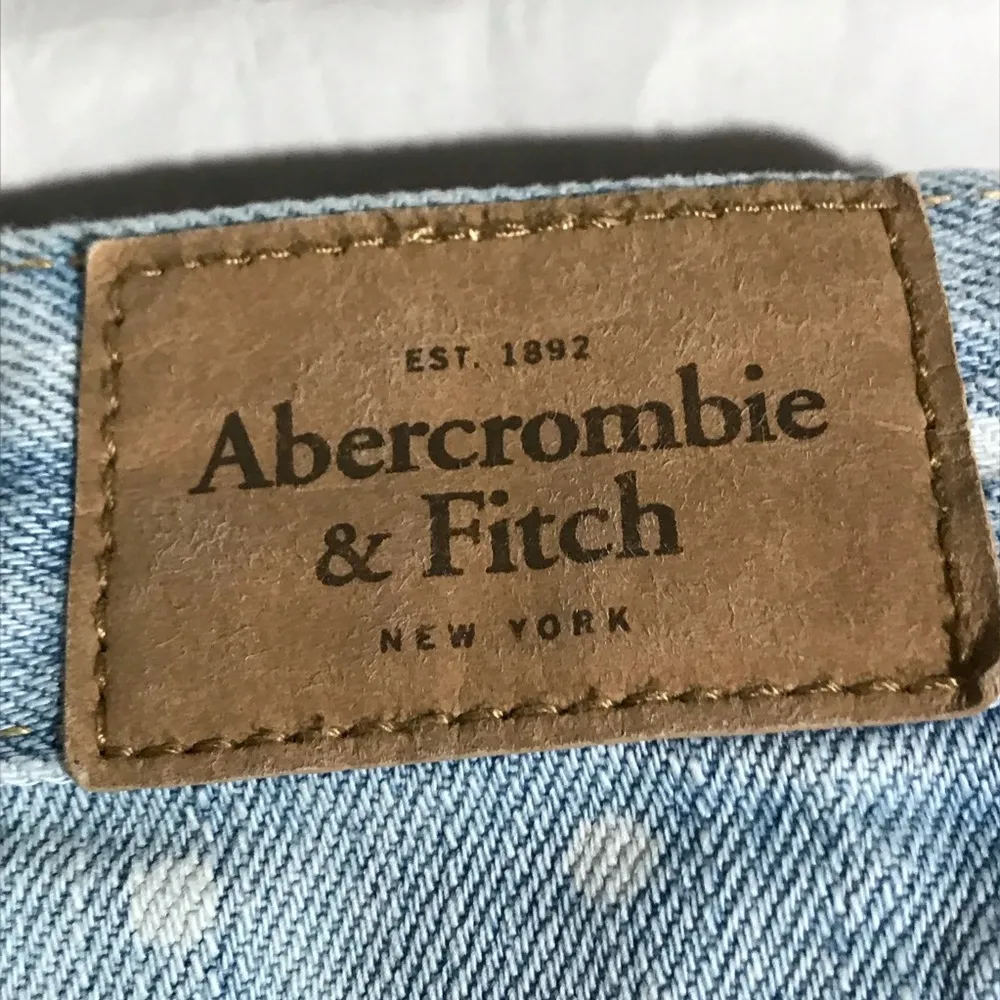 EST. 1892
Abercrombie
& Fitch
NEW YORK